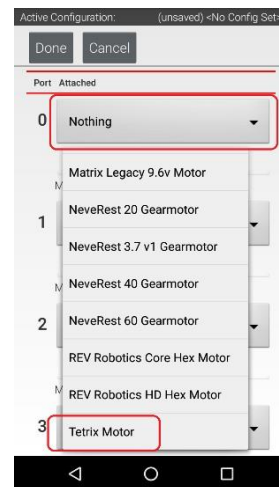 Active Configuration: (unsaved) <No Config Set>
Done Cancel
Port Attached
0 Nothing
Matrix Legacy 9.6v Motor
M
NeveRest 20 Gearmotor
1
NeveRest 3.7 v1 Gearmotor
M
NeveRest 40 Gearmotor
2 NeveRest 60 Gearmotor
REV Robotics Core Hex Motor
M
REV Robotics HD Hex Motor
3 Tetrix Motor